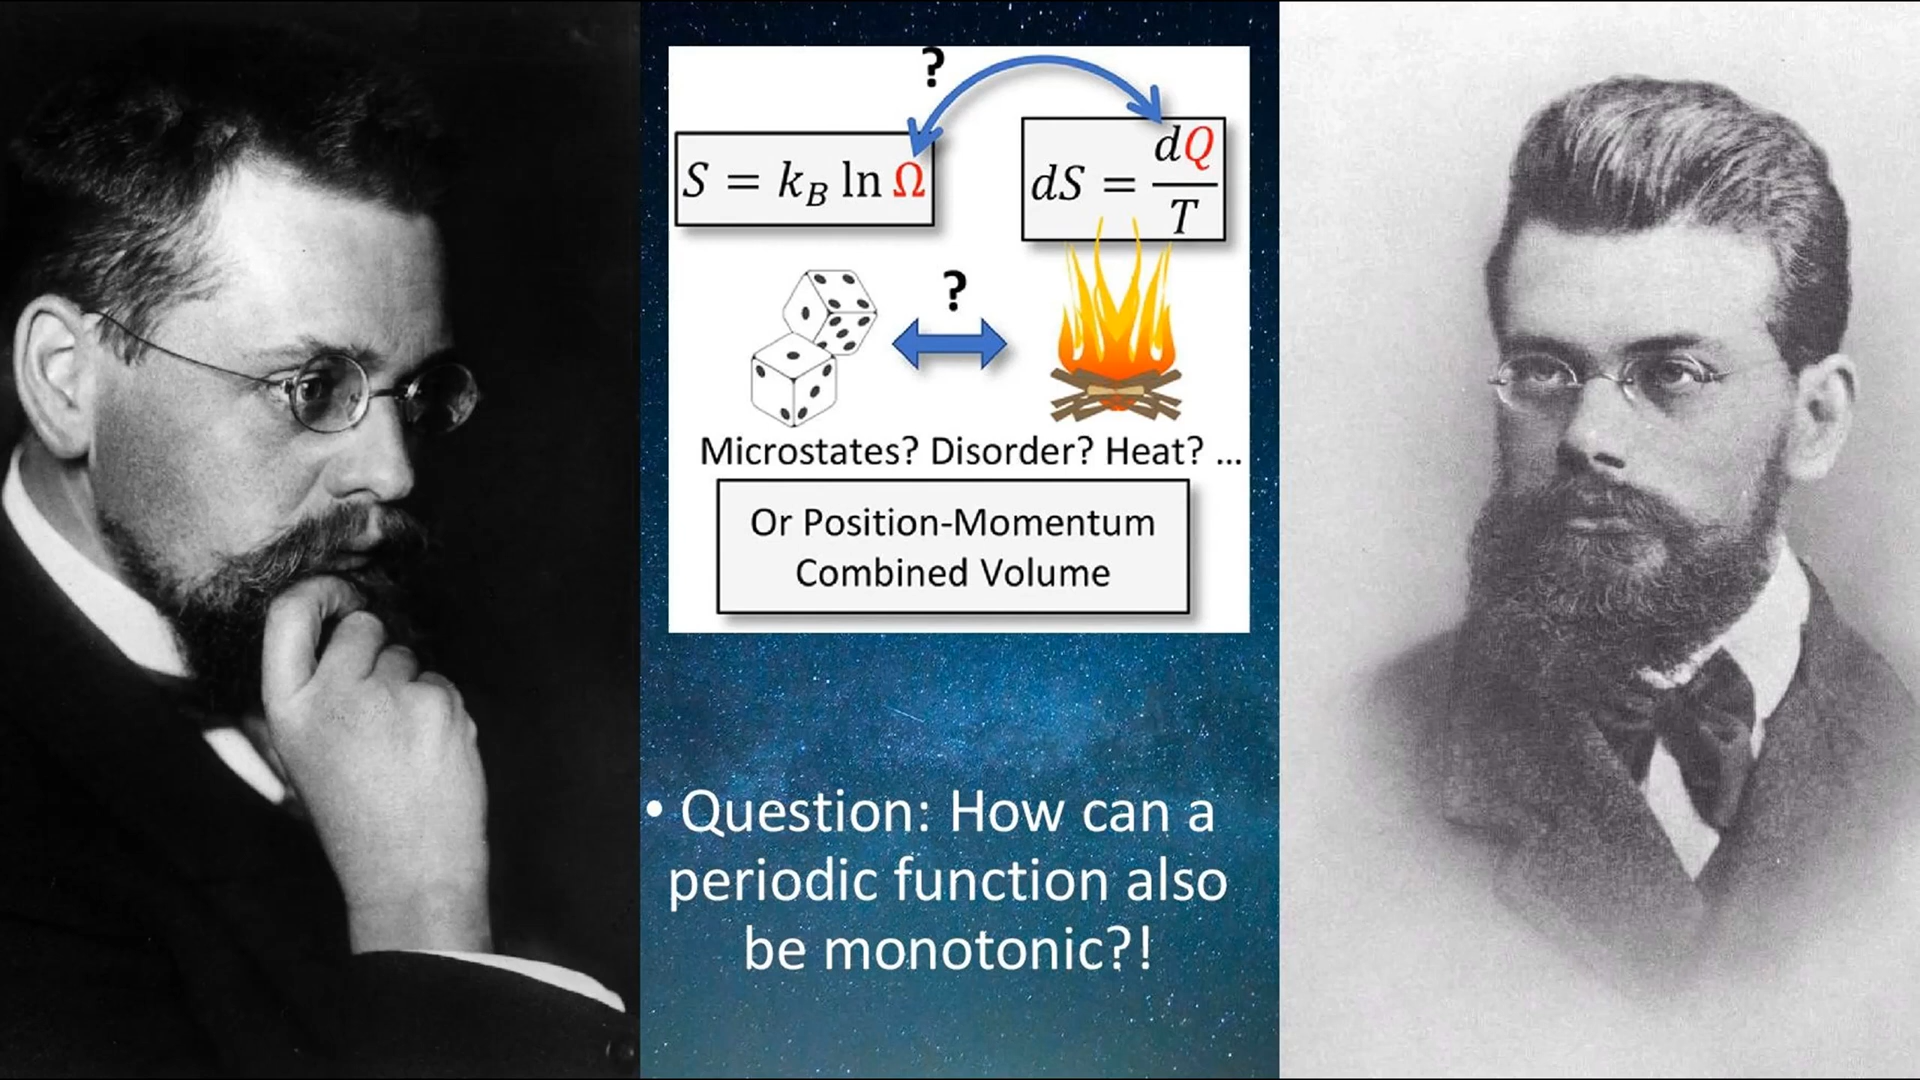 ?
S = k_B ln Ω
dS = dQ/T
?
Microstates? Disorder? Heat? ...
Or Position-Momentum
Combined Volume
• Question: How can a
periodic function also
be monotonic?!